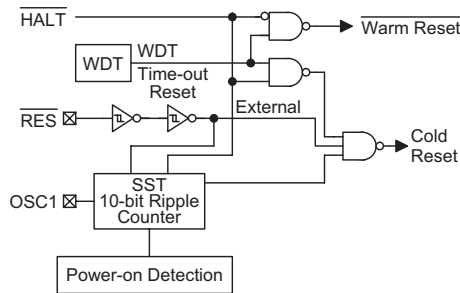 HALT
Warm Reset
WDT
WDT
Time-out
Reset
RES
External
Cold
Reset
OSC1
SST
10-bit Ripple
Counter
Power-on Detection